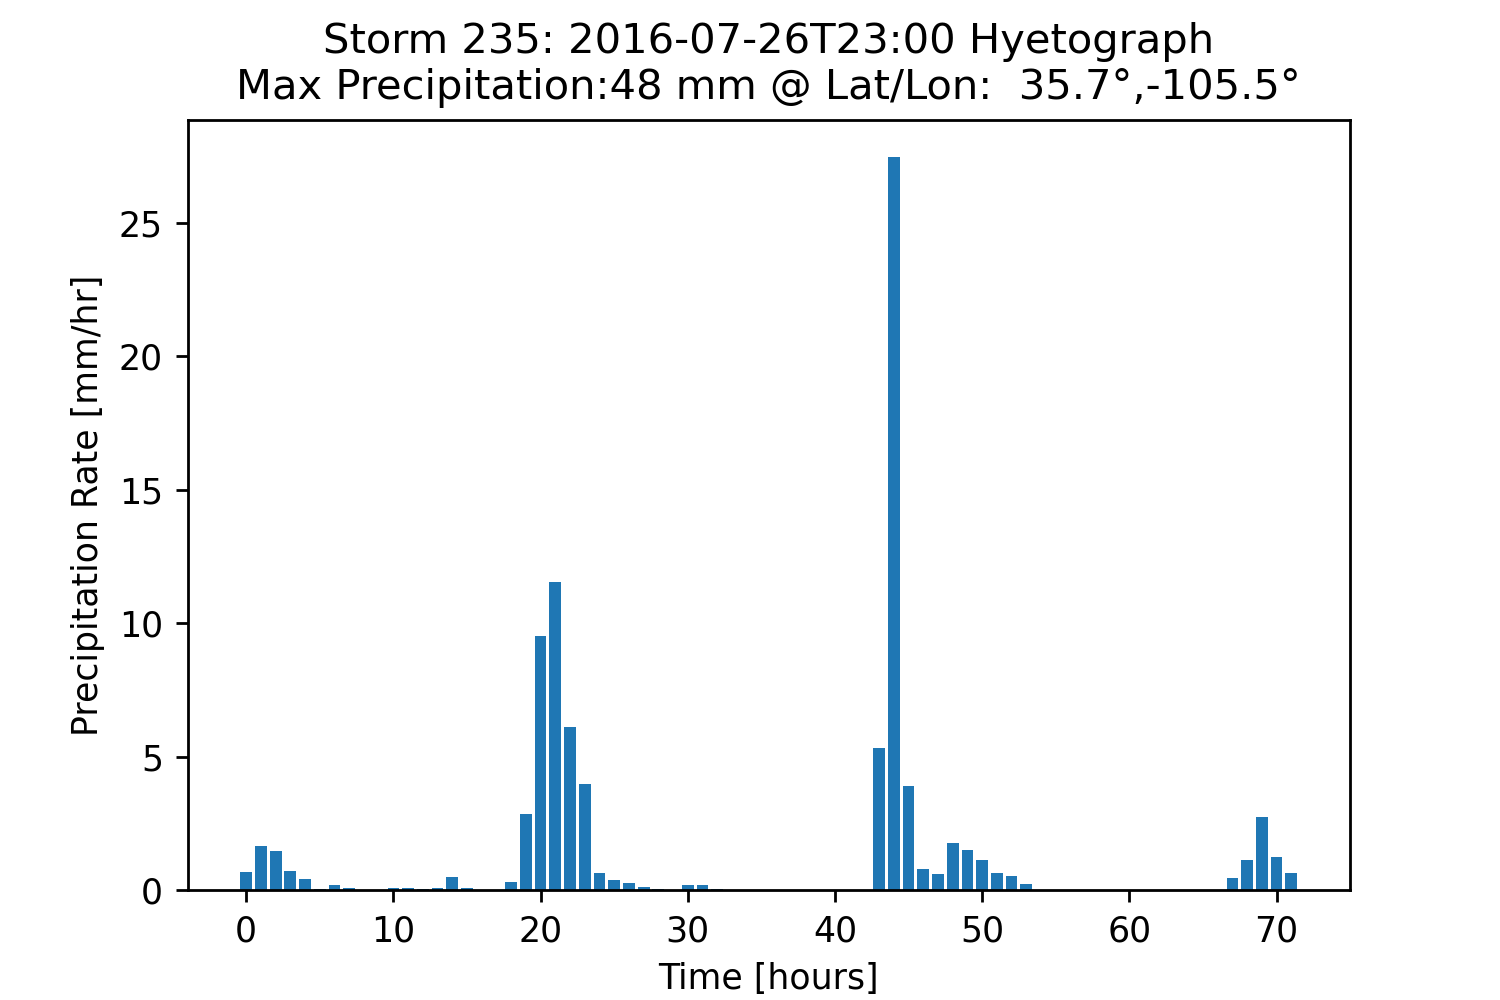 Storm 235: 2016-07-26T23:00 Hyetograph
Max Precipitation:48 mm @ Lat/Lon:  35.7°,-105.5°
Precipitation Rate [mm/hr]
25
20
15
10
5
0
0 10 20 30 40 50 60 70
Time [hours]